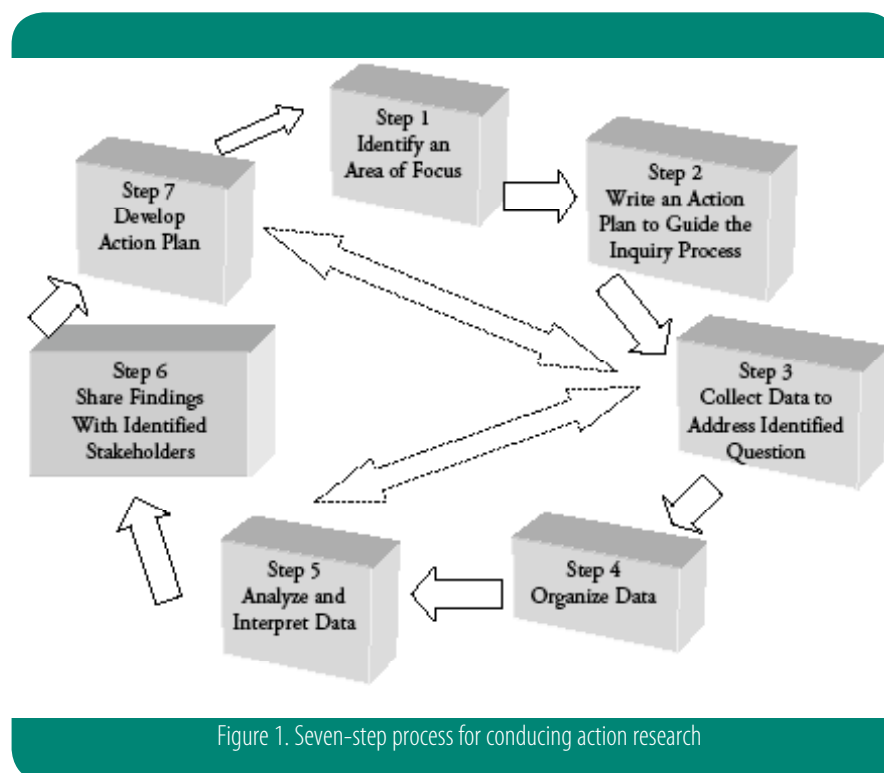 Step 1
Identify an
Area of Focus
Step 2
Write an Action
Plan to Guide the
Inquiry Process
Step 3
Collect Data to
Address Identified
Question
Step 4
Organize Data
Step 5
Analyze and
Interpret Data
Step 6
Share Findings
With Identified
Stakeholders
Step 7
Develop
Action Plan
Figure 1. Seven-step process for conducing action research